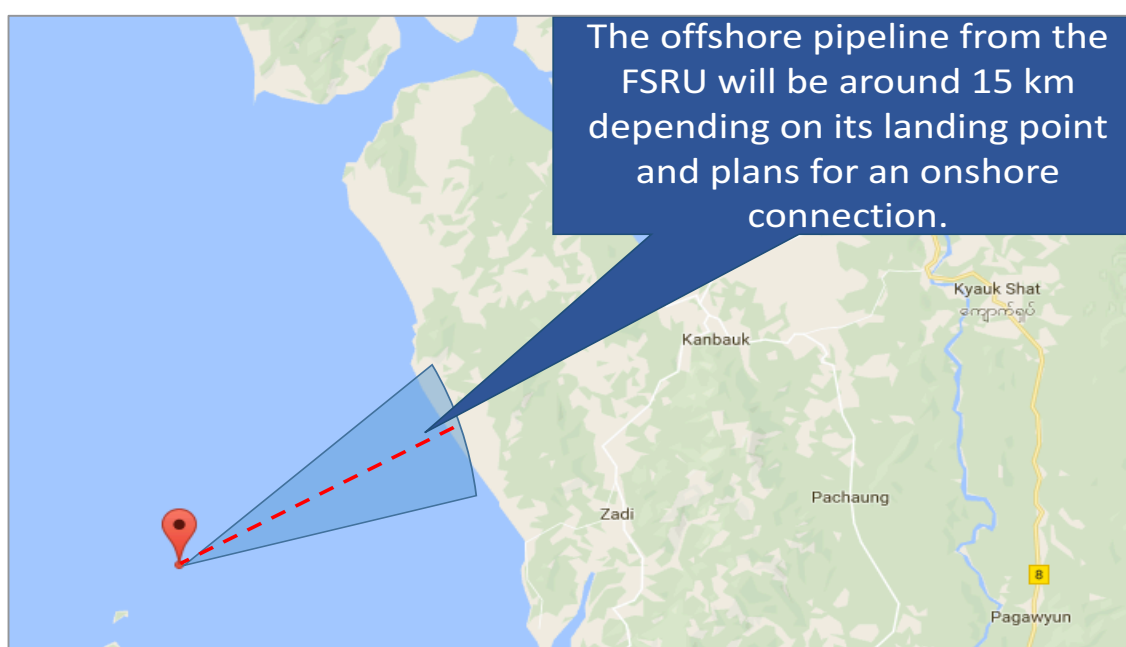 The offshore pipeline from the
FSRU will be around 15 km
depending on its landing point
and plans for an onshore
connection.
Kyauk Shat
ကျောက်ရှပ်
Kanbauk
Pachaung
Zadi
8
Pagawyun